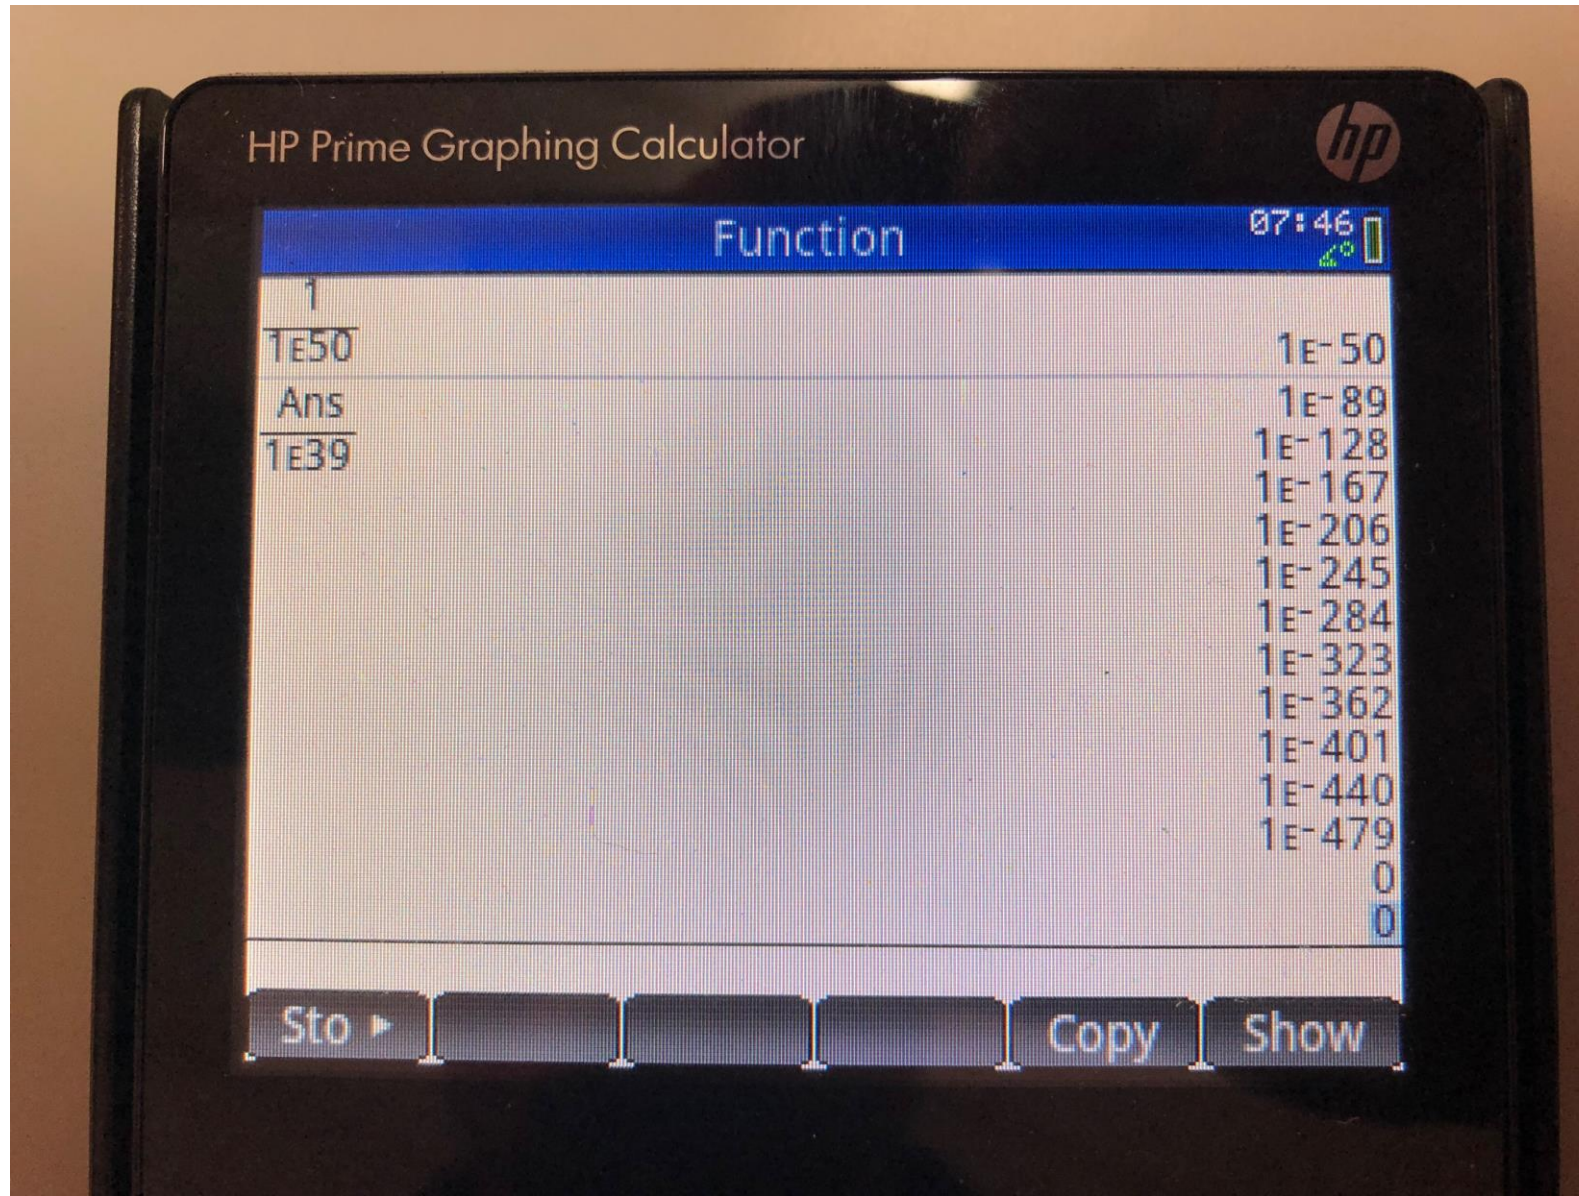 HP Prime Graphing Calculator
hp
Function
07:46
1
1E50
1E-50
Ans
1E39
1E-89
1E-128
1E-167
1E-206
1E-245
1E-284
1E-323
1E-362
1E-401
1E-440
1E-479
0
0
Sto ▶
Copy
Show